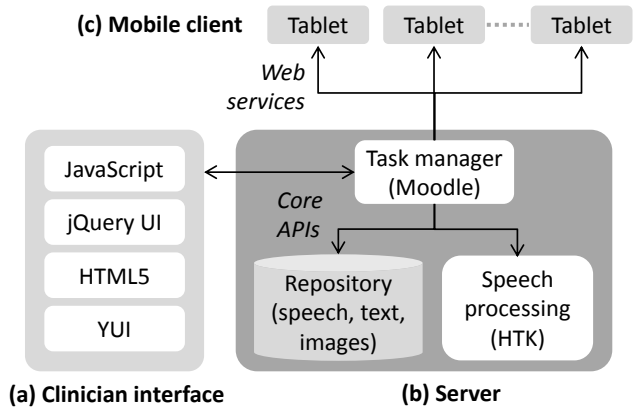 (c) Mobile client
Tablet
Tablet
Tablet
Web
services
JavaScript
jQuery UI
HTML5
YUI
Task manager
(Moodle)
Core
APIs
Repository
(speech, text,
images)
Speech
processing
(HTK)
(a) Clinician interface
(b) Server